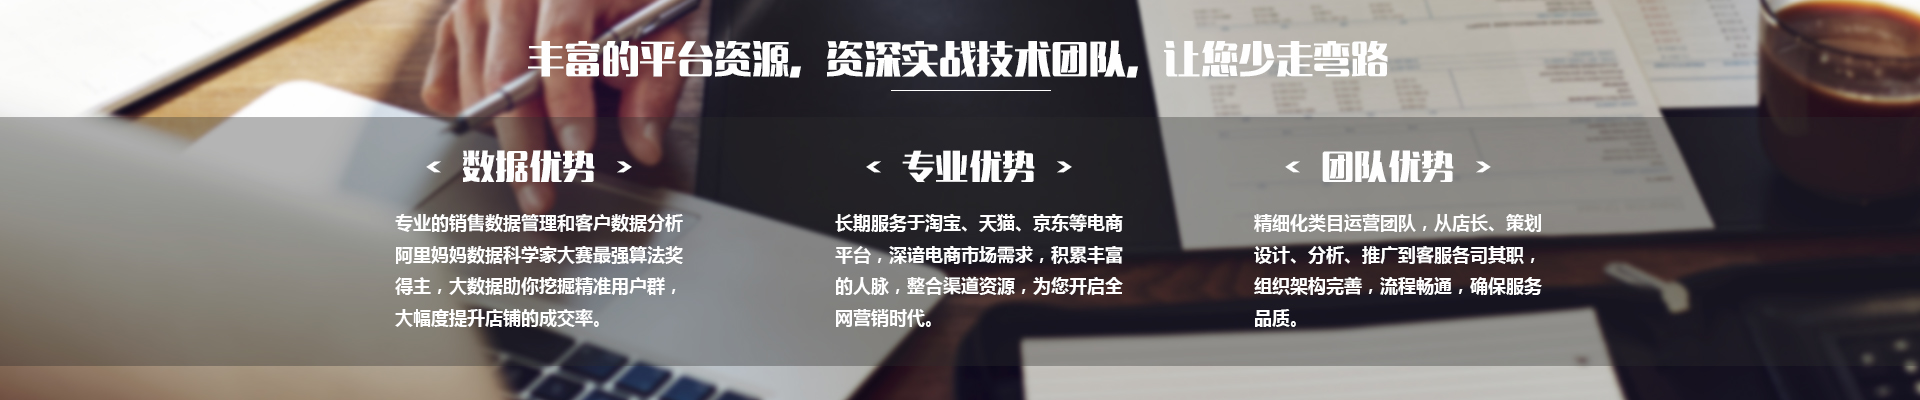 丰富的平台资源，资深实战技术团队，让您少走弯路
数据优势
专业的销售数据管理和客户数据分析
阿里妈妈数据科学家大赛最强算法奖
得主，大数据助你挖掘精准用户群，
大幅度提升店铺的成交率。
专业优势
长期服务于淘宝、天猫、京东等电商
平台，深谙电商市场需求，积累丰富
的人脉，整合渠道资源，为您开启全
网营销时代。
团队优势
精细化类目运营团队，从店长、策划
设计、分析、推广到客服各司其职，
组织架构完善，流程畅通，确保服务
品质。